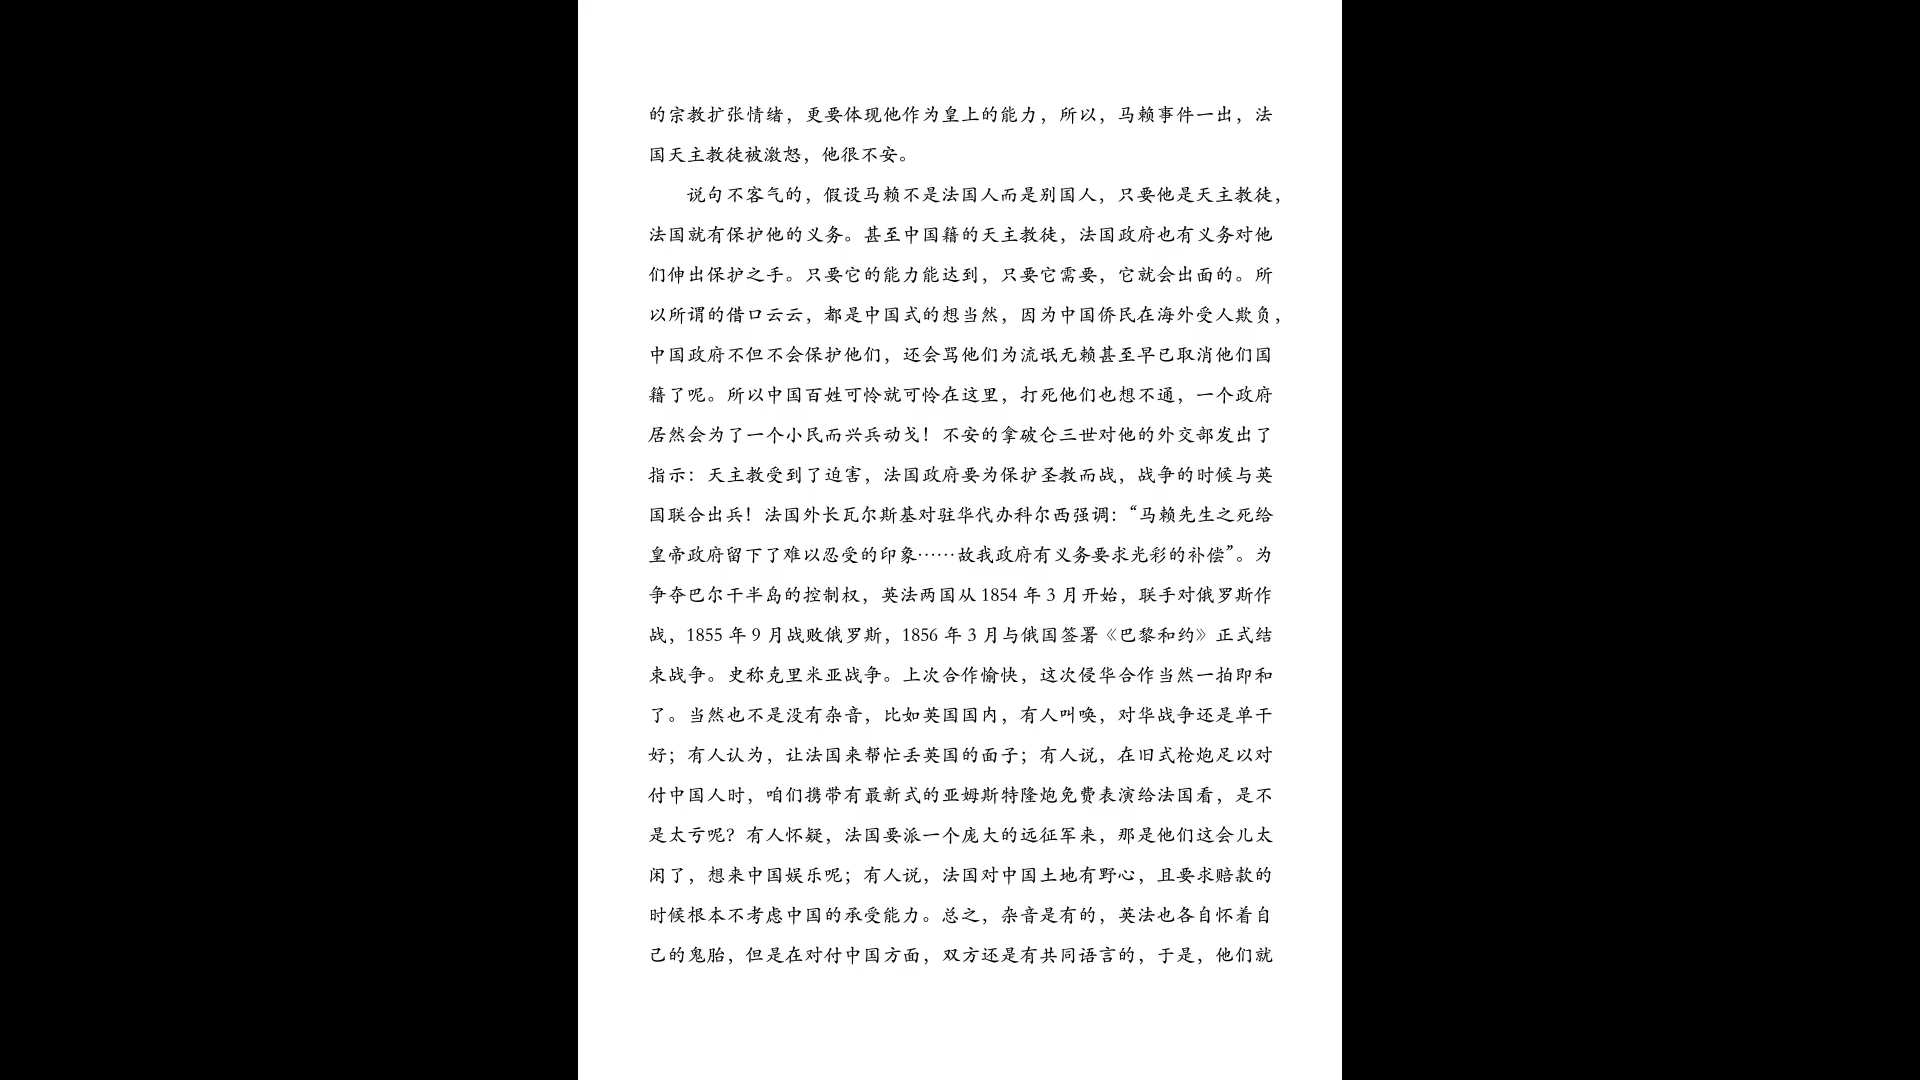 的宗教扩张情绪，更要体现他作为皇上的能力，所以，马赖事件一出，法
国天主教徒被激怒，他很不安。
说句不客气的，假设马赖不是法国人而是别国人，只要他是天主教徒，
法国就有保护他的义务。甚至中国籍的天主教徒，法国政府也有义务对他
们伸出保护之手。只要它的能力能达到，只要它需要，它就会出面的。所
以所谓的借口云云，都是中国式的想当然，因为中国侨民在海外受人欺负，
中国政府不但不会保护他们，还会骂他们为流氓无赖甚至早已取消他们国
籍了呢。所以中国百姓可怜就可怜在这里，打死他们也想不通，一个政府
居然会为了一个小民而兴兵动戈！不安的拿破仑三世对他的外交部发出了
指示：天主教受到了迫害，法国政府要为保护圣教而战，战争的时候与英
国联合出兵！法国外长瓦尔斯基对驻华代办科尔西强调：“马赖先生之死给
皇帝政府留下了难以忍受的印象……故我政府有义务要求光彩的补偿”。为
争夺巴尔干半岛的控制权，英法两国从 1854 年 3 月开始，联手对俄罗斯作
战，1855 年 9 月战败俄罗斯，1856 年 3 月与俄国签署《巴黎和约》正式结
束战争。史称克里米亚战争。上次合作愉快，这次侵华合作当然一拍即和
了。当然也不是没有杂音，比如英国国内，有人叫唤，对华战争还是单干
好；有人认为，让法国来帮忙丢英国的面子；有人说，在旧式枪炮足以对
付中国人时，咱们携带有最新式的亚姆斯特隆炮免费表演给法国看，是不
是太亏呢？有人怀疑，法国要派一个庞大的远征军来，那是他们这会儿太
闲了，想来中国娱乐呢；有人说，法国对中国土地有野心，且要求赔款的
时候根本不考虑中国的承受能力。总之，杂音是有的，英法也各自怀着自
己的鬼胎，但是在对付中国方面，双方还是有共同语言的，于是，他们就